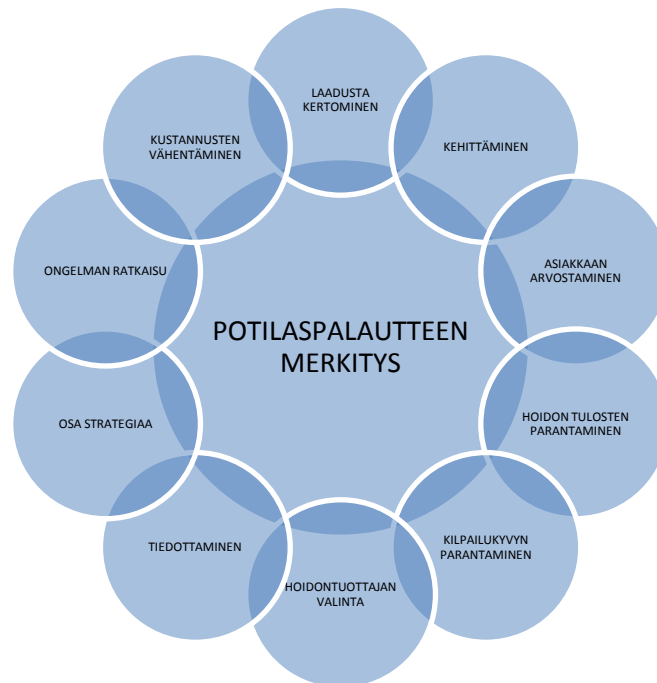 LAADUSTA
KERTOMINEN
KEHITTÄMINEN
ASIAKKAAN
ARVOSTAMINEN
HOIDON TULOSTEN
PARANTAMINEN
KILPAILUKYVYN
PARANTAMINEN
HOIDONTUOTTAJAN
VALINTA
TIEDOTTAMINEN
OSA STRATEGIAA
ONGELMAN RATKAISU
KUSTANNUSTEN
VÄHENTÄMINEN
POTILASPALAUTTEEN
MERKITYS